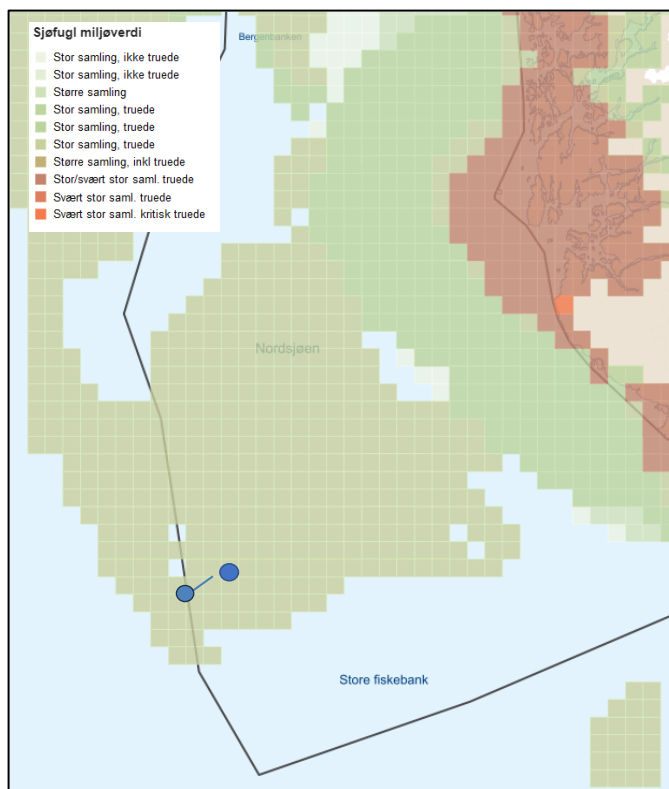 Sjøfugl miljøverdi
Bergenbanken
Stor samling, ikke truede
Stor samling, ikke truede
Større samling
Stor samling, truede
Stor samling, truede
Stor samling, truede
Større samling, inkl truede
Stor/svært stor saml. truede
Svært stor saml. truede
Svært stor saml. kritisk truede
Nordsjøen
Store fiskebank